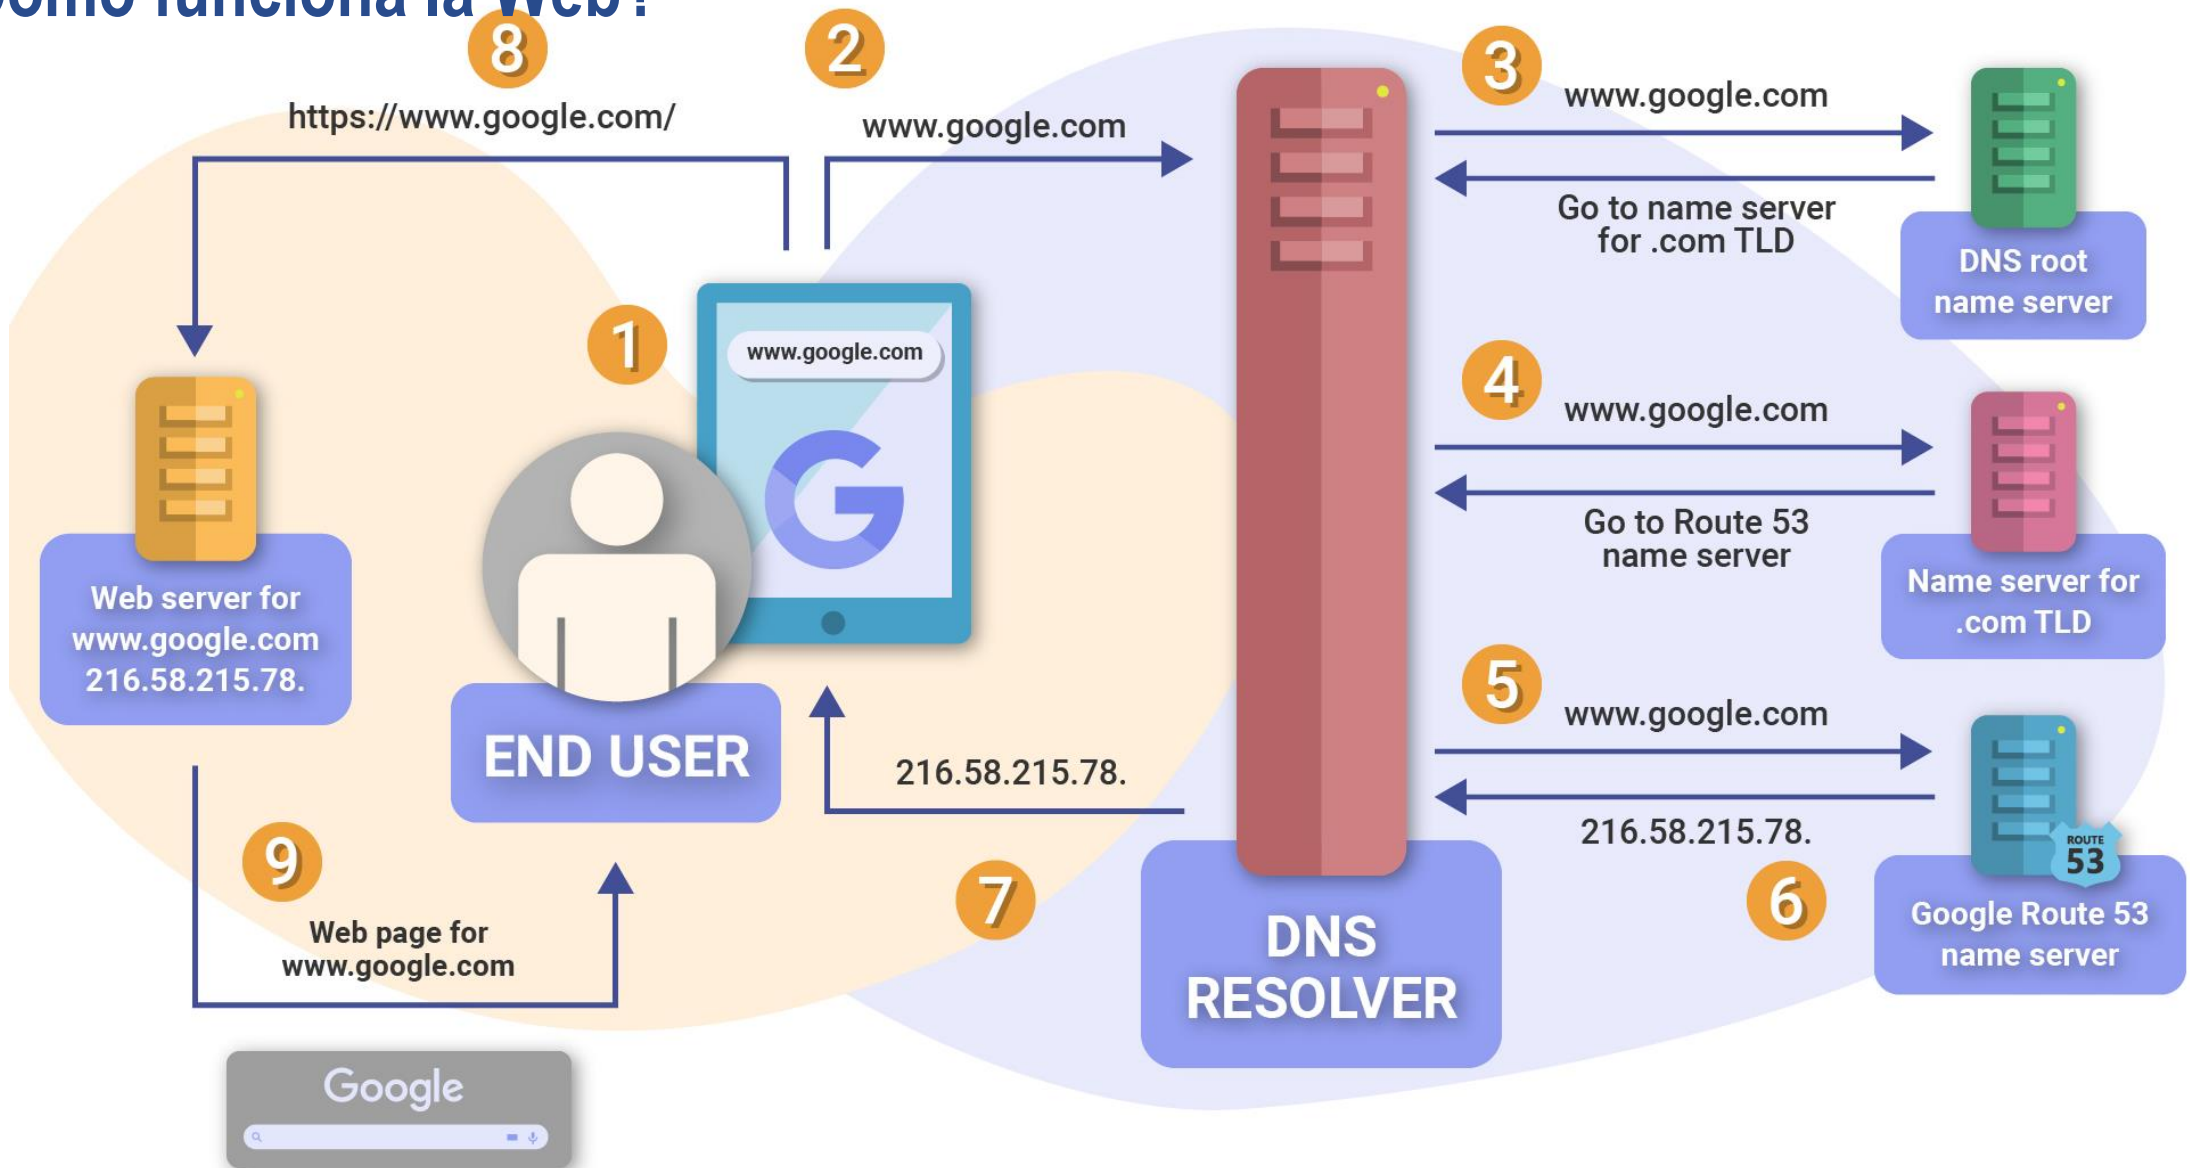 Cómo funciona la Web?
8
2
3
https://www.google.com/
www.google.com
www.google.com
Go to name server
for .com TLD
DNS root
name server
1
www.google.com
4
www.google.com
Go to Route 53
name server
Name server for
.com TLD
Web server for
www.google.com
216.58.215.78.
END USER
5
www.google.com
216.58.215.78.
216.58.215.78.
ROUTE
53
Google Route 53
name server
6
7
9
Web page for
www.google.com
DNS
RESOLVER
Google